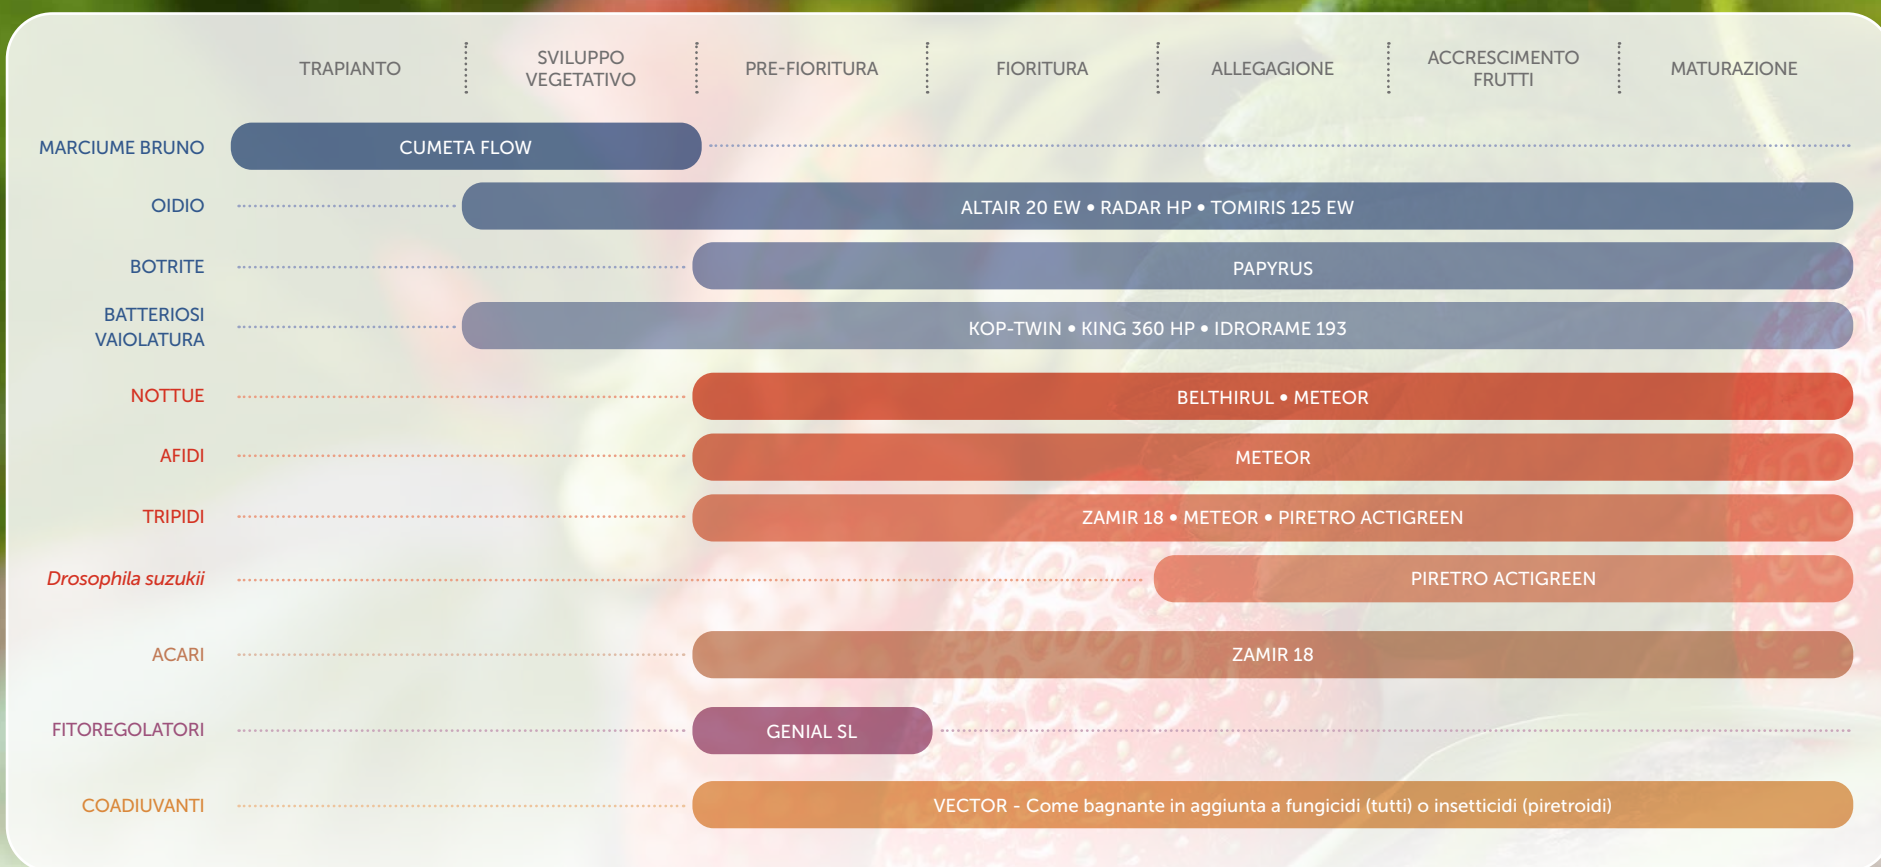 TRAPIANTO
SVILUPPO
VEGETATIVO
PRE-FIORITURA
FIORITURA
ALLEGAGIONE
ACCRESCIMENTO
FRUTTI
MATURAZIONE
MARCIUME BRUNO
CUMETA FLOW
OIDIO
ALTAIR 20 EW • RADAR HP • TOMIRIS 125 EW
BOTRITE
PAPYRUS
BATTERIOSI
VAIOLATURA
KOP-TWIN • KING 360 HP • IDRORAME 193
NOTTUE
BELTHIRUL • METEOR
AFIDI
METEOR
TRIPIDI
ZAMIR 18 • METEOR • PIRETRO ACTIGREEN
Drosophila suzukii
PIRETRO ACTIGREEN
ACARI
ZAMIR 18
FITOREGOLATORI
GENIAL SL
COADIUVANTI
VECTOR - Come bagnante in aggiunta a fungicidi (tutti) o insetticidi (piretroidi)